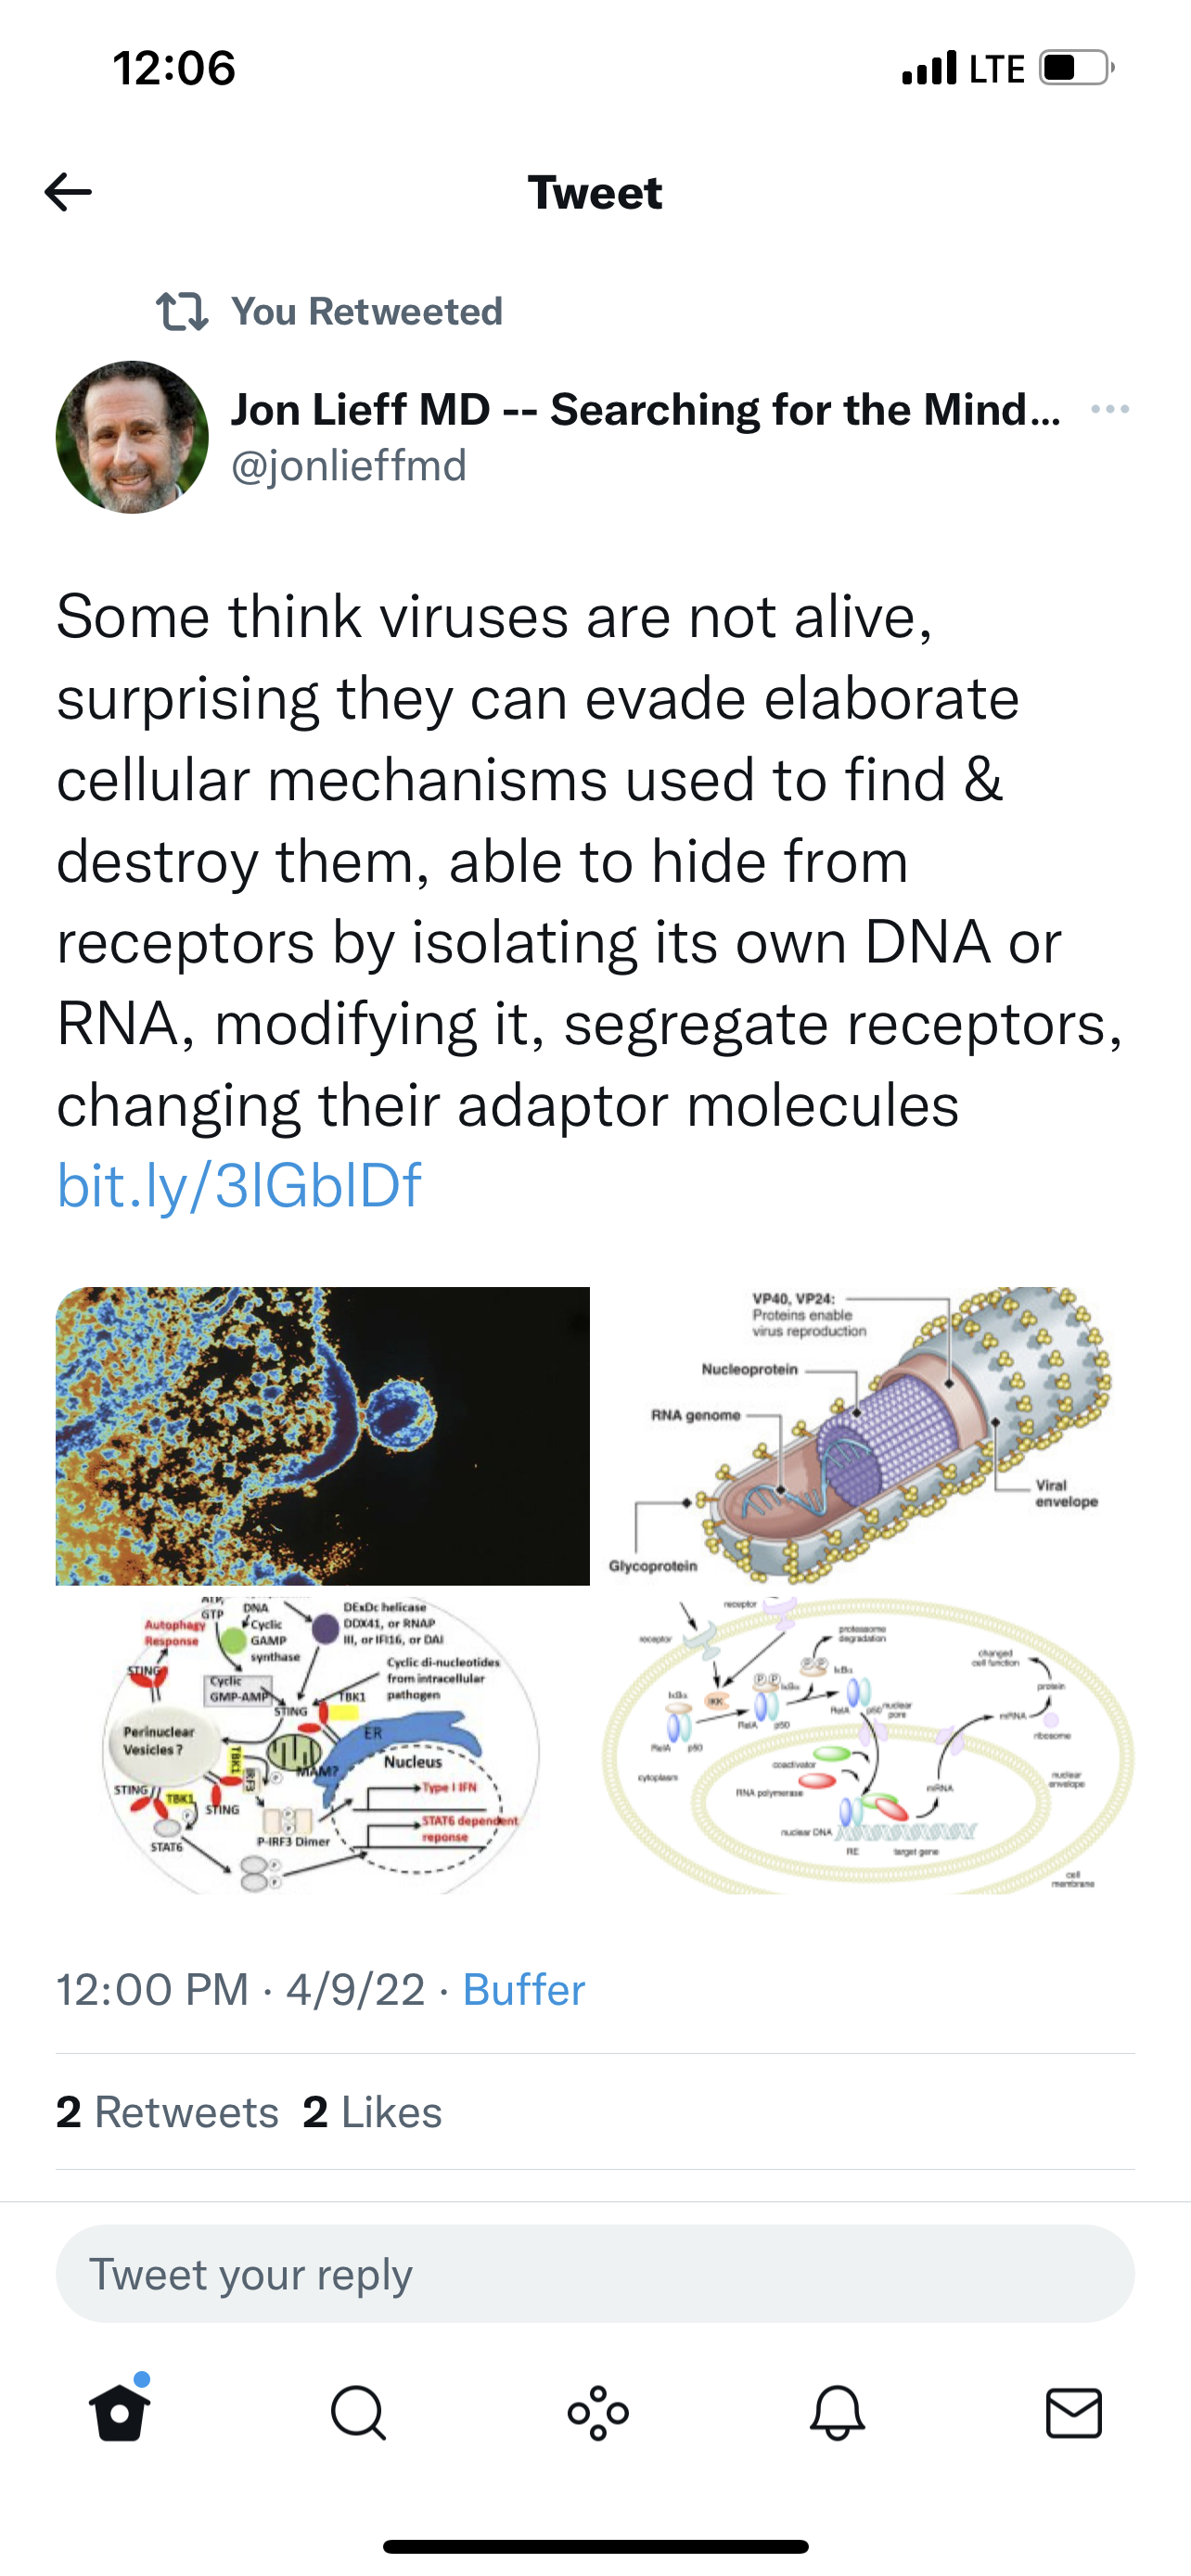 12:06
LTE
Tweet
You Retweeted
Jon Lieff MD -- Searching for the Mind...
@jonlieffmd
Some think viruses are not alive,
surprising they can evade elaborate
cellular mechanisms used to find &
destroy them, able to hide from
receptors by isolating its own DNA or
RNA, modifying it, segregate receptors,
changing their adaptor molecules
bit.ly/3lGblDf
VP40, VP24:
Proteins enable
virus reproduction
Nucleoprotein
RNA genome
Viral
envelope
Glycoprotein
ATP,
GTP
DNA
Autophagy
Response
Cyclic
GAMP
synthase
DExDc helicase
DDX41, or RNAP
III, or IFI16, or DAI
STING
Cyclic
GMP-AMP
Cyclic di-nucleotides
from intracellular
pathogen
TBK1
STING
Perinuclear
Vesicles ?
ER
TBK1
IRF3
P
MAM?
Nucleus
Type I IFN
STING
TBK1
STING
P
STAT6
P-IRF3 Dimer
STAT6 dependent
reponse
P
P
receptor
receptor
proteasome
degradation
changed
cell function
P P
IκBα
IκBα
IKK
IκBα
protein
RelA p50
RelA p50
nuclear
pore
mRNA
ribosome
RelA p50
cytoplasm
coactivator
nuclear
envelope
RNA polymerase
mRNA
nuclear DNA
RE
target gene
cell
membrane
12:00 PM · 4/9/22 · Buffer
2 Retweets 2 Likes
Tweet your reply